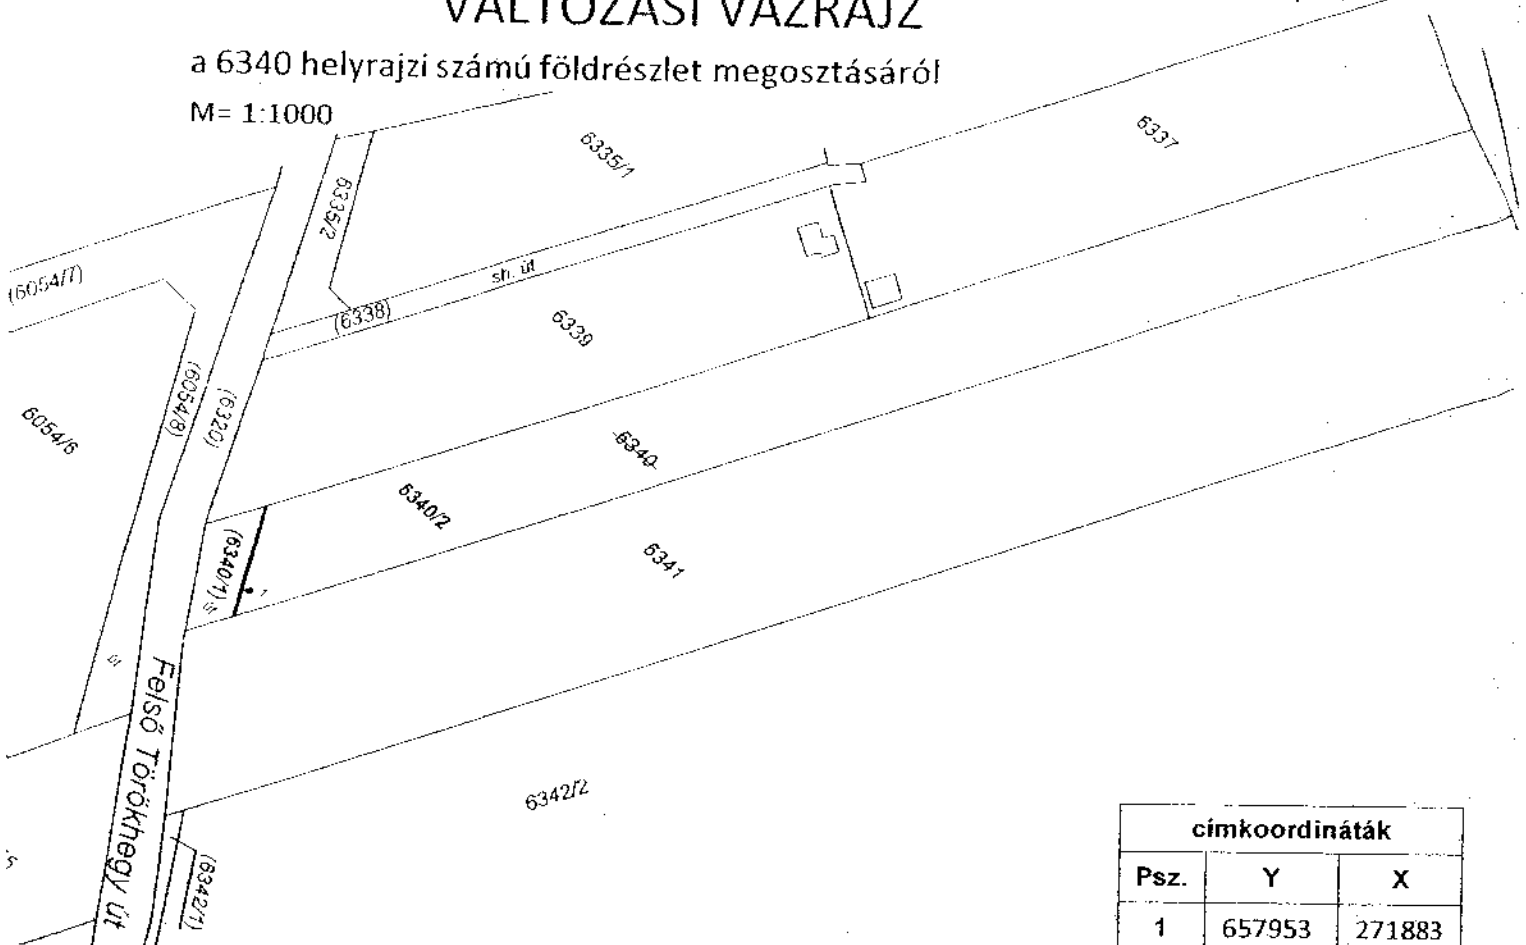 VÁLTOZÁSI VÁZRAJZ
a 6340 helyrajzi számú földrészlet megosztásáról
M= 1:1000
6335/1
6337
6335/2
(6054/7)
sh. út
(6338)
6339
(6054/8)
(6320)
6054/6
6340
6340/2
(6340/1)
út
1
6341
út
Felső Törökhegy út
6342/2
(6342/1)
címkoordináták
Psz. Y X
1 657953 271883